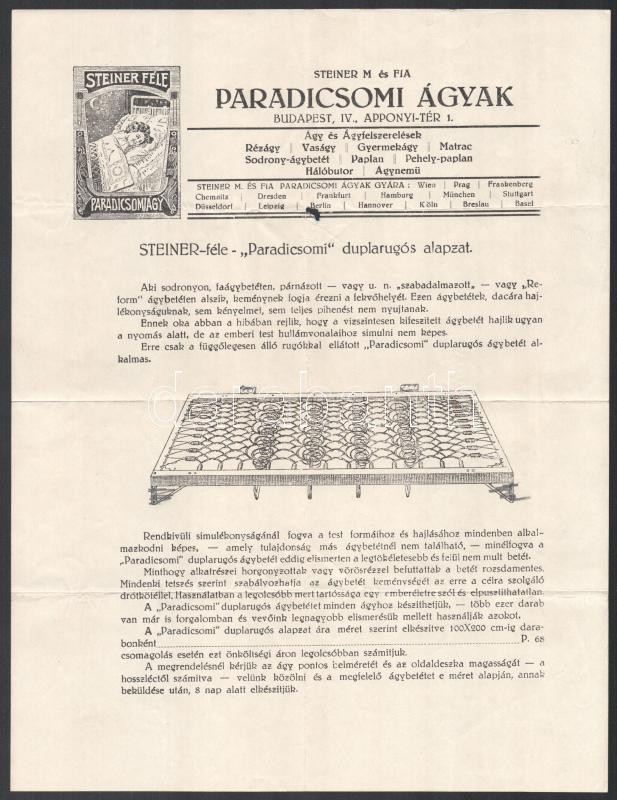 STEINER FÉLE
PARADICSOMÁGY
STEINER M és FIA
PARADICSOMI ÁGYAK
BUDAPEST, IV., APPONYI-TÉR 1.
Ágy és Ágyfelszerelések
Rézágy | Vaságy | Gyermekágy | Matrac
Sodrony-ágybetét | Paplan | Pehely-paplan
Hálóbutor | Ágynemű
STEINER M. ÉS FIA PARADICSOMI ÁGYAK GYÁRA : Wien | Prag | Frankenberg
Chemnitz | Dresden | Frankfurt | Hamburg | München | Stuttgart
Düsseldorf | Leipzig | Berlin | Hannover | Köln | Breslau | Basel
STEINER-féle - „Paradicsomi“ duplarugós alapzat.
Aki sodronyon, faágybetéten, párnázott — vagy u. n. „szabadalmazott„ — vagy „Re-
form“ ágybetéten alszik, keménynek fogja érezni a fekvőhelyét. Ezen ágybetétek, dacára haj-
lékonyságuknak, sem kényelmet, sem teljes pihenést nem nyujtanak.
Ennek oka abban a hibában rejlik, hogy a vizszintesen kifeszitett ágybetét hajlik ugyan
a nyomás alatt, de az emberi test hullámvonalaihoz simulni nem képes.
Erre csak a függőlegesen álló rugókkal ellátott „Paradicsomi“ duplarugós ágybetét al-
kalmas.
darabanth.com
Rendkivüli simulékonyságánál fogva a test formáihoz és hajlásához mindenben alkal-
mazkodni képes, — amely tulajdonság más ágybetétnél nem található, — minélfogva a
„Paradicsomi“ duplarugós ágybetét eddig elismerten a legtökéletesebb és felül nem mult betét.
Minthogy alkatrészei horgonyzottak vagy vörösrézzel befuttattak a betét rozsdamentes.
Mindenki tetszés szerint szabályozhatja az ágybetét keménységét az erre a célra szolgáló
drótkötéllel. Használatban a legolcsóbb mert tartóssága egy emberéletre szól és elpusztithatatlan.
A „Paradicsomi“ duplarugós ágybetétet minden ágyhoz készithetjük, — több ezer darab
van már is forgalomban és vevőink legnagyobb elismerésük mellett használják azokat.
A „Paradicsomi“ duplarugós alapzat ára méret szerint elkészitve 100X200 cm-ig dara-
bonként P. 68
csomagolás esetén ezt önköltségi áron legolcsóbban számitjuk.
A megrendelésnél kérjük az ágy pontos belméretét és az oldaldeszka magasságát — a
hosszléctől számitva — velünk közölni és a megfelelő ágybetétet e méret alapján, annak
beküldése után, 8 nap alatt elkészitjük.